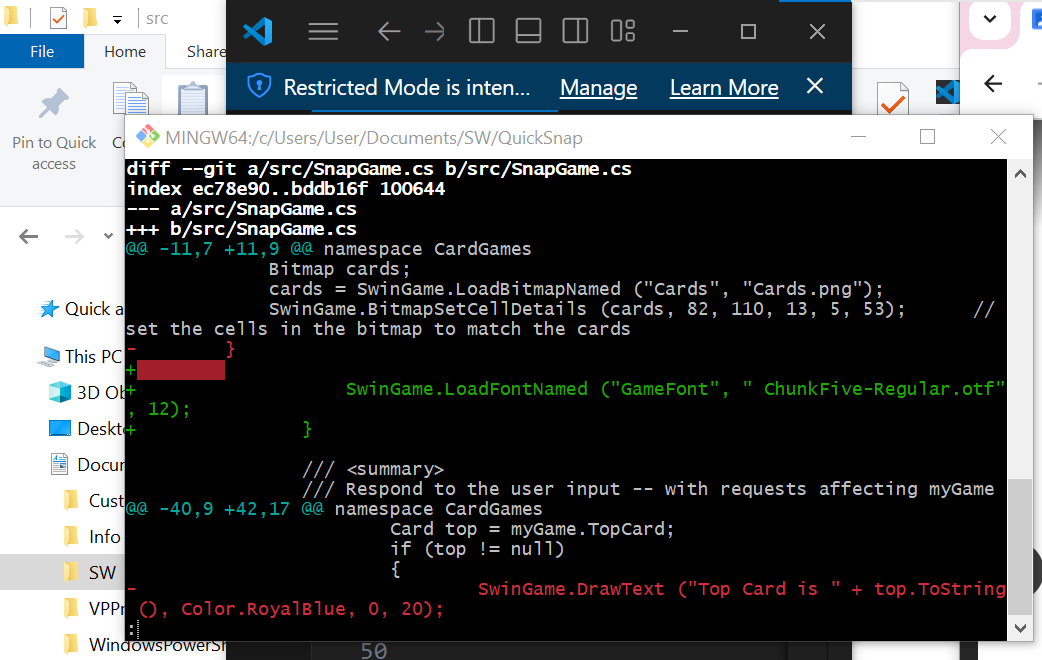 src
File
Home
Share
Restricted Mode is inten...
Manage
Learn More
Pin to Quick
access
MINGW64:/c/Users/User/Documents/SW/QuickSnap
diff --git a/src/SnapGame.cs b/src/SnapGame.cs
index ec78e90..bddb16f 100644
--- a/src/SnapGame.cs
+++ b/src/SnapGame.cs
@@ -11,7 +11,9 @@ namespace CardGames
Bitmap cards;
cards = SwinGame.LoadBitmapNamed ("Cards", "Cards.png");
SwinGame.BitmapSetCellDetails (cards, 82, 110, 13, 5, 53); //
set the cells in the bitmap to match the cards
- }
+
+ SwinGame.LoadFontNamed ("GameFont", " ChunkFive-Regular.otf"
, 12);
+ }
/// <summary>
/// Respond to the user input -- with requests affecting myGame
@@ -40,9 +42,17 @@ namespace CardGames
Card top = myGame.TopCard;
if (top != null)
{
- SwinGame.DrawText ("Top Card is " + top.ToString
(), Color.RoyalBlue, 0, 20);
:
Quick a
This PC
3D Ob
Deskto
Docur
Cust
Info
SW
VPPr
WindowsPowerSh
50